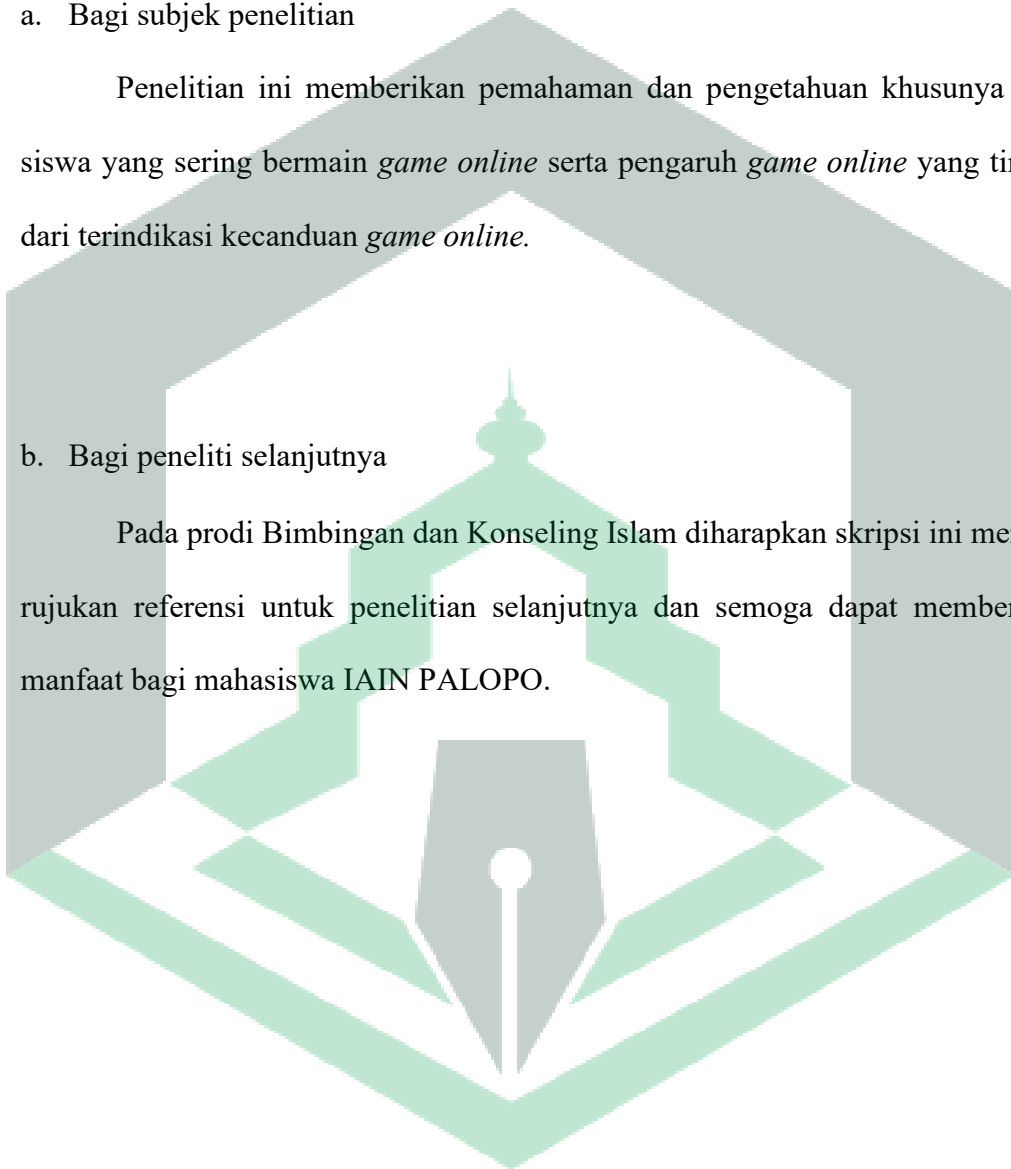 a. Bagi subjek penelitian
Penelitian ini memberikan pemahaman dan pengetahuan khusunya
siswa yang sering bermain game online serta pengaruh game online yang
dari terindikasi kecanduan game online.
b. Bagi peneliti selanjutnya
Pada prodi Bimbingan dan Konseling Islam diharapkan skripsi ini
rujukan referensi untuk penelitian selanjutnya dan semoga dapat
manfaat bagi mahasiswa IAIN PALOPO.